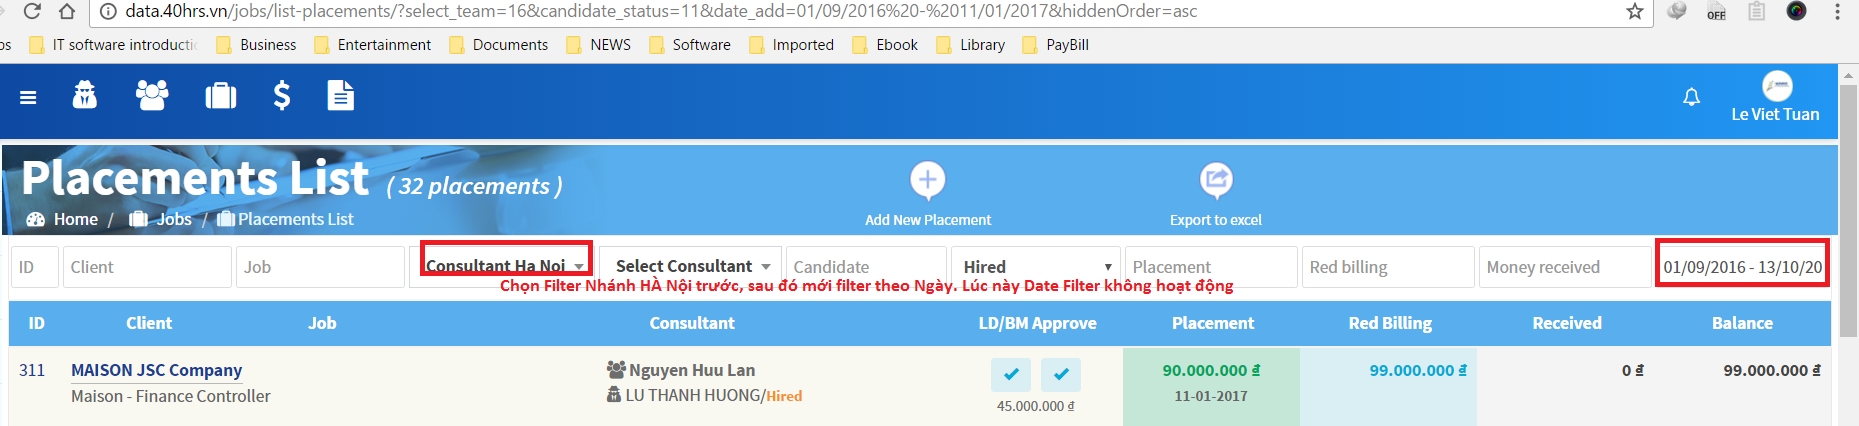 data.40hrs.vn/jobs/list-placements/?select_team=16&candidate_status=11&date_add=01/09/2016%20-%2011/01/2017&hiddenOrder=asc
OFF
IT software introductio Business Entertainment Documents NEWS Software Imported Ebook Library PayBill
Le Viet Tuan
Placements List ( 32 placements )
Add New Placement Export to excel
Home / Jobs / Placements List
ID Client Job Consultant Ha Noi Select Consultant Candidate Hired Placement Red billing Money received 01/09/2016 - 13/10/20
Chọn Filter Nhánh HÀ Nội trước, sau đó mới filter theo Ngày. Lúc này Date Filter không hoạt động
ID Client Job Consultant LD/BM Approve Placement Red Billing Received Balance
311 MAISON JSC Company Nguyen Huu Lan 90.000.000 ₫ 99.000.000 ₫ 0 ₫ 99.000.000 ₫
Maison - Finance Controller LU THANH HUONG/Hired 45.000.000 ₫ 11-01-2017